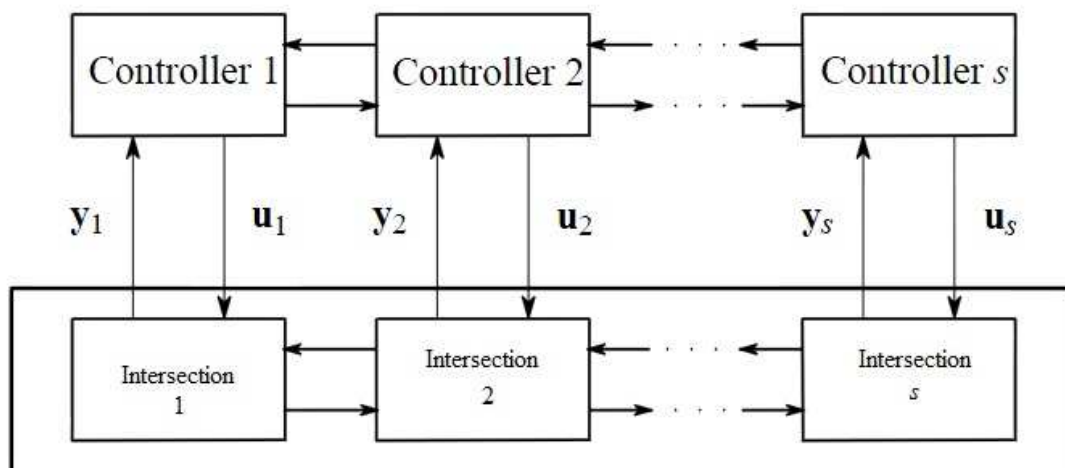 Controller 1
Controller 2
. . .
. . .
Controller s
y1
u1
y2
u2
ys
us
Intersection
1
Intersection
2
. . .
. . .
Intersection
s